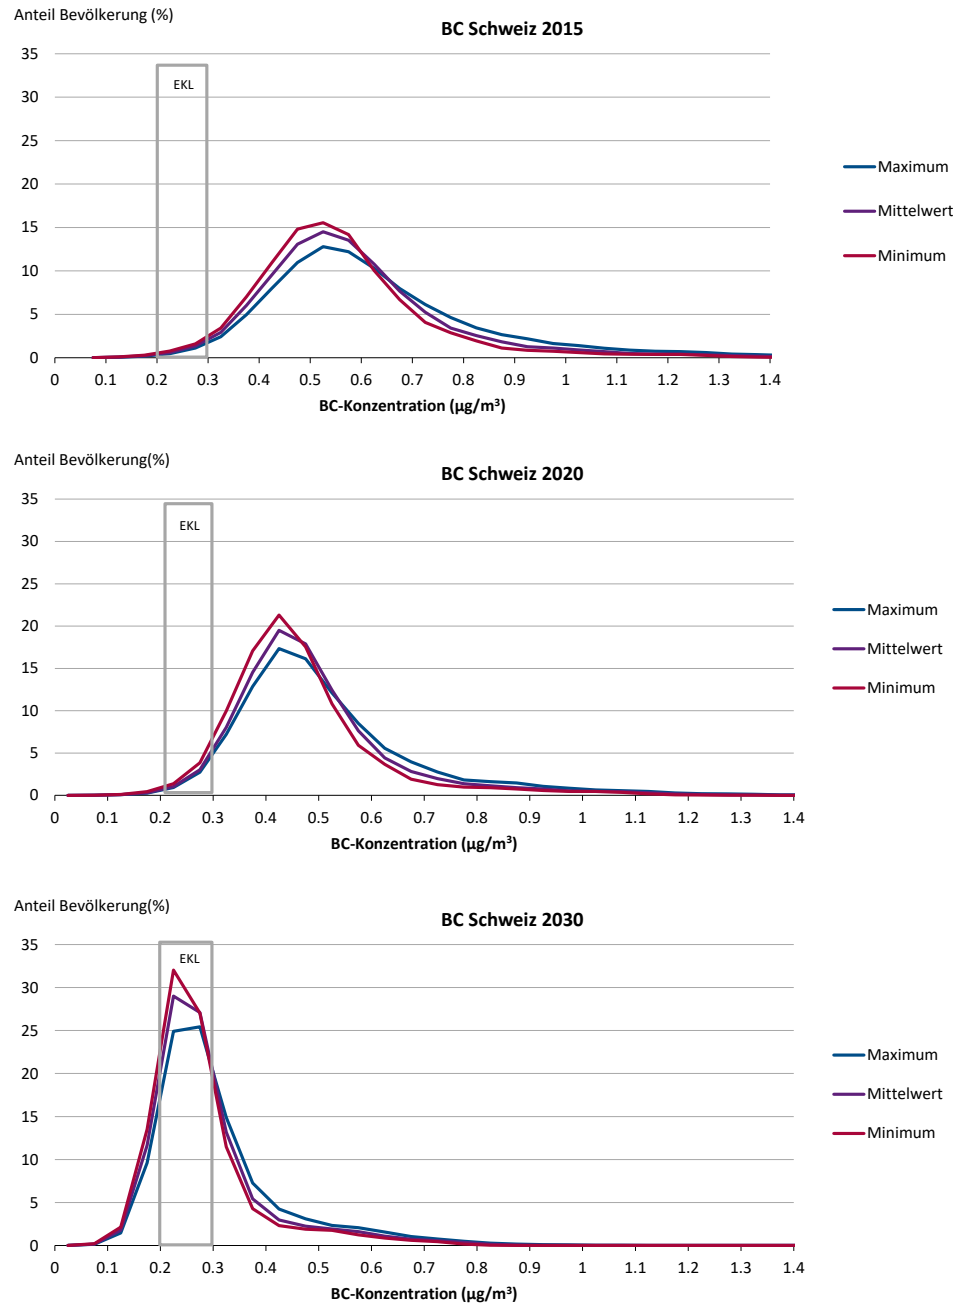 Anteil Bevölkerung (%)
BC Schweiz 2015
35
30
25
20
15
10
5
0
EKL
0 0.1 0.2 0.3 0.4 0.5 0.6 0.7 0.8 0.9 1 1.1 1.2 1.3 1.4
BC-Konzentration (µg/m³)
Maximum
Mittelwert
Minimum
Anteil Bevölkerung(%)
BC Schweiz 2020
35
30
25
20
15
10
5
0
EKL
0 0.1 0.2 0.3 0.4 0.5 0.6 0.7 0.8 0.9 1 1.1 1.2 1.3 1.4
BC-Konzentration (µg/m³)
Maximum
Mittelwert
Minimum
Anteil Bevölkerung(%)
BC Schweiz 2030
35
30
25
20
15
10
5
0
EKL
0 0.1 0.2 0.3 0.4 0.5 0.6 0.7 0.8 0.9 1 1.1 1.2 1.3 1.4
BC-Konzentration (µg/m³)
Maximum
Mittelwert
Minimum